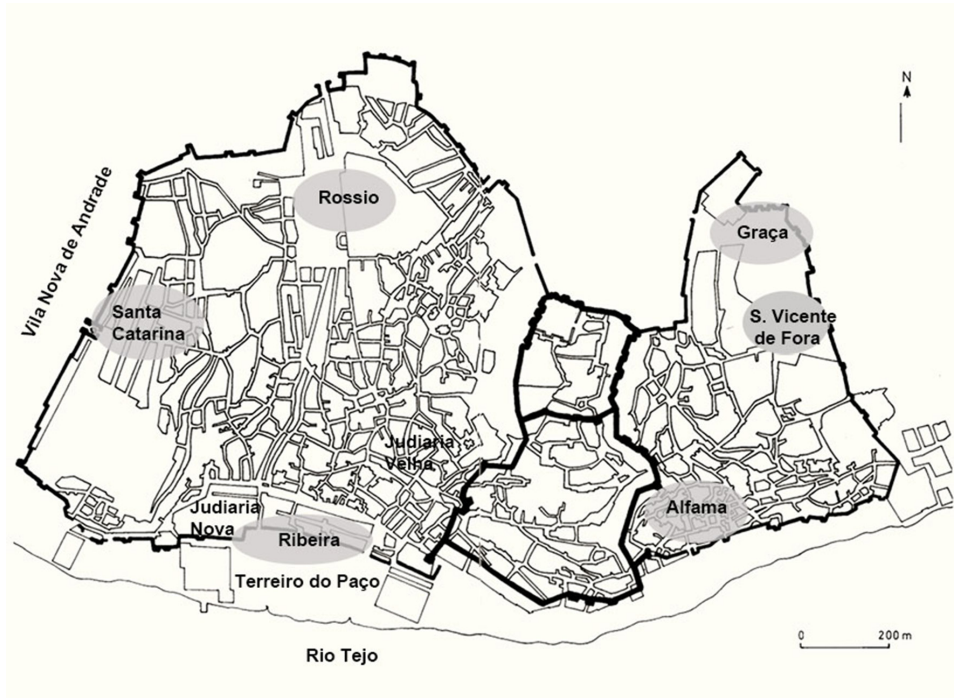 N
Vila Nova de Andrade
Rossio
Graça
Santa
Catarina
S. Vicente
de Fora
Judiaria
Velha
Judiaria
Nova
Alfama
Ribeira
Terreiro do Paço
Rio Tejo
0 200 m